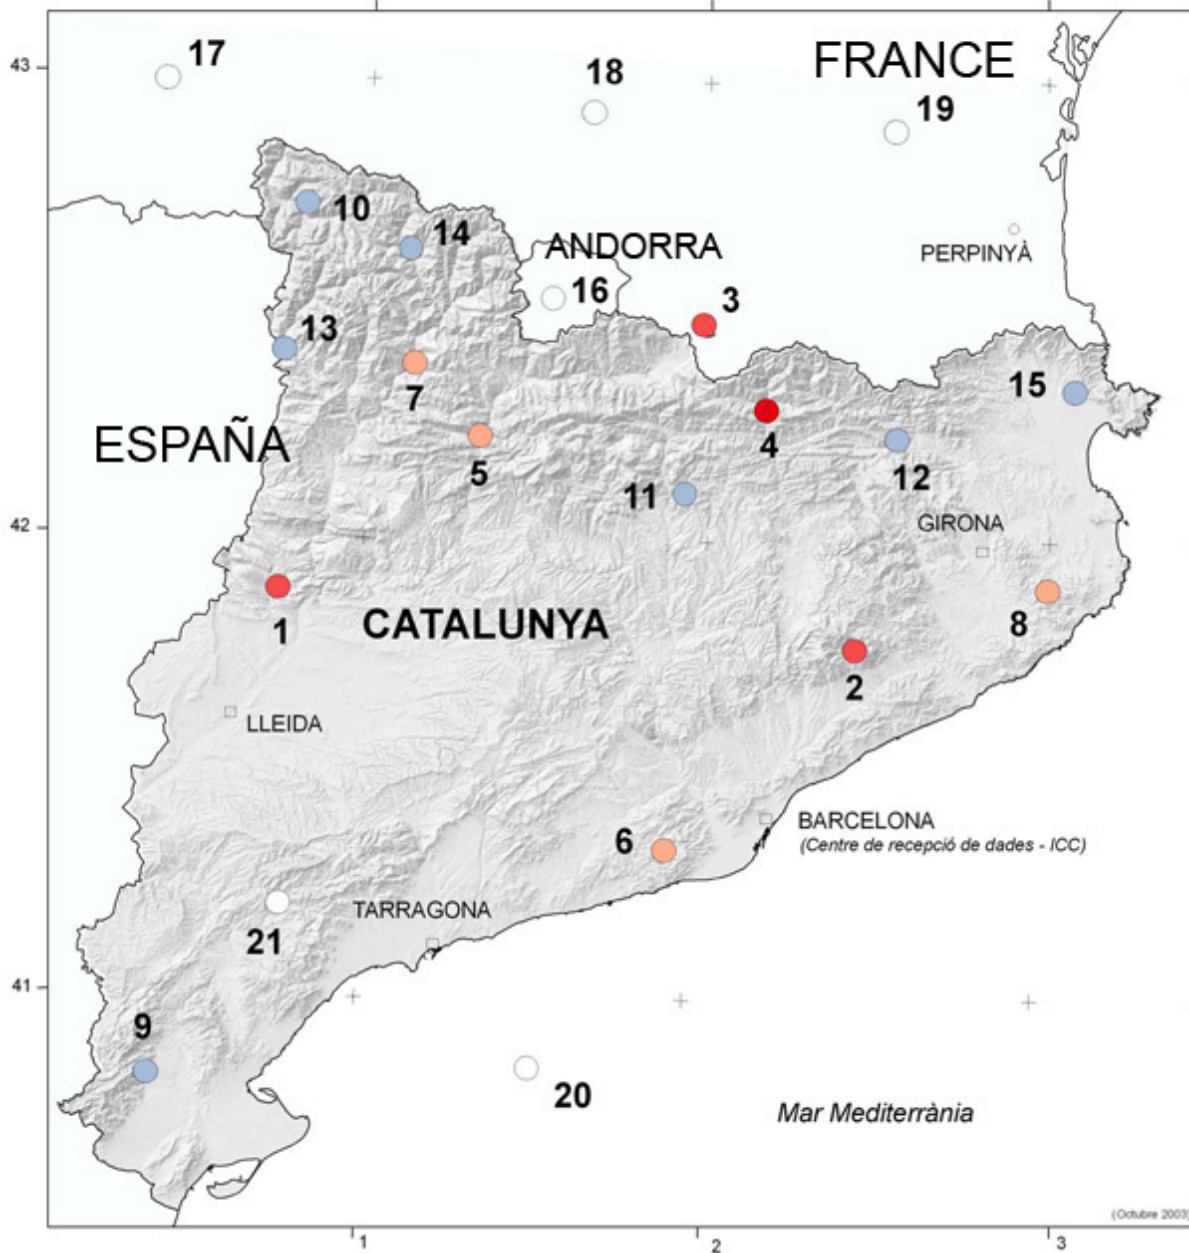 17
43
18
FRANCE
19
10
14
ANDORRA
PERPINYÀ
16
3
13
7
15
ESPAÑA
4
5
12
11
42
GIRONA
1
CATALUNYA
8
2
LLEIDA
6
BARCELONA
(Centre de recepció de dades - ICC)
TARRAGONA
21
41
9
20
Mar Mediterrània
(Octubre 2003)
1
2
3